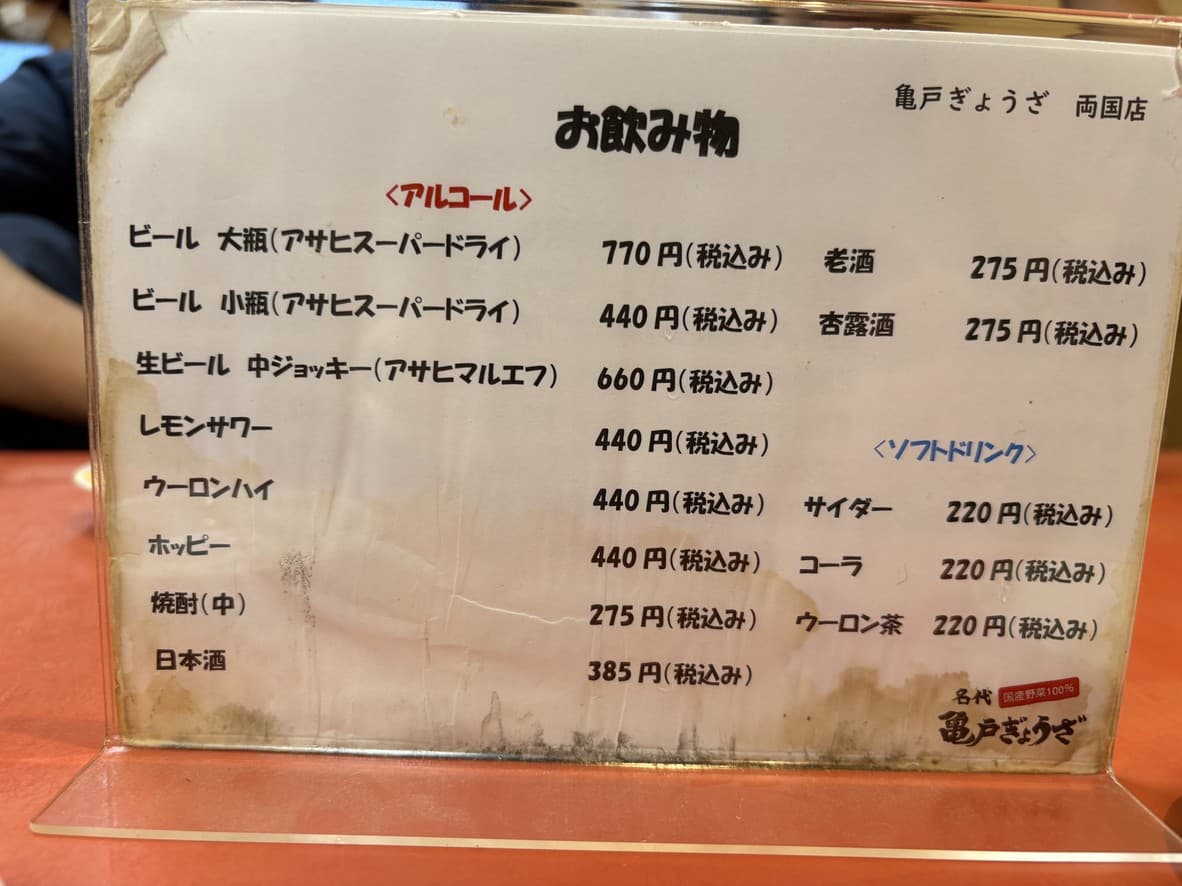 亀戸ぎょうざ 両国店
お飲み物
<アルコール>
ビール 大瓶(アサヒスーパードライ) 770円(税込み)
ビール 小瓶(アサヒスーパードライ) 440円(税込み)
生ビール 中ジョッキー(アサヒマルエフ) 660円(税込み)
レモンサワー 440円(税込み)
ウーロンハイ 440円(税込み)
ホッピー 440円(税込み)
焼酎(中) 275円(税込み)
日本酒 385円(税込み)
老酒 275円(税込み)
杏露酒 275円(税込み)
<ソフトドリンク>
サイダー 220円(税込み)
コーラ 220円(税込み)
ウーロン茶 220円(税込み)
名代 国産野菜100%
亀戸ぎょうざ